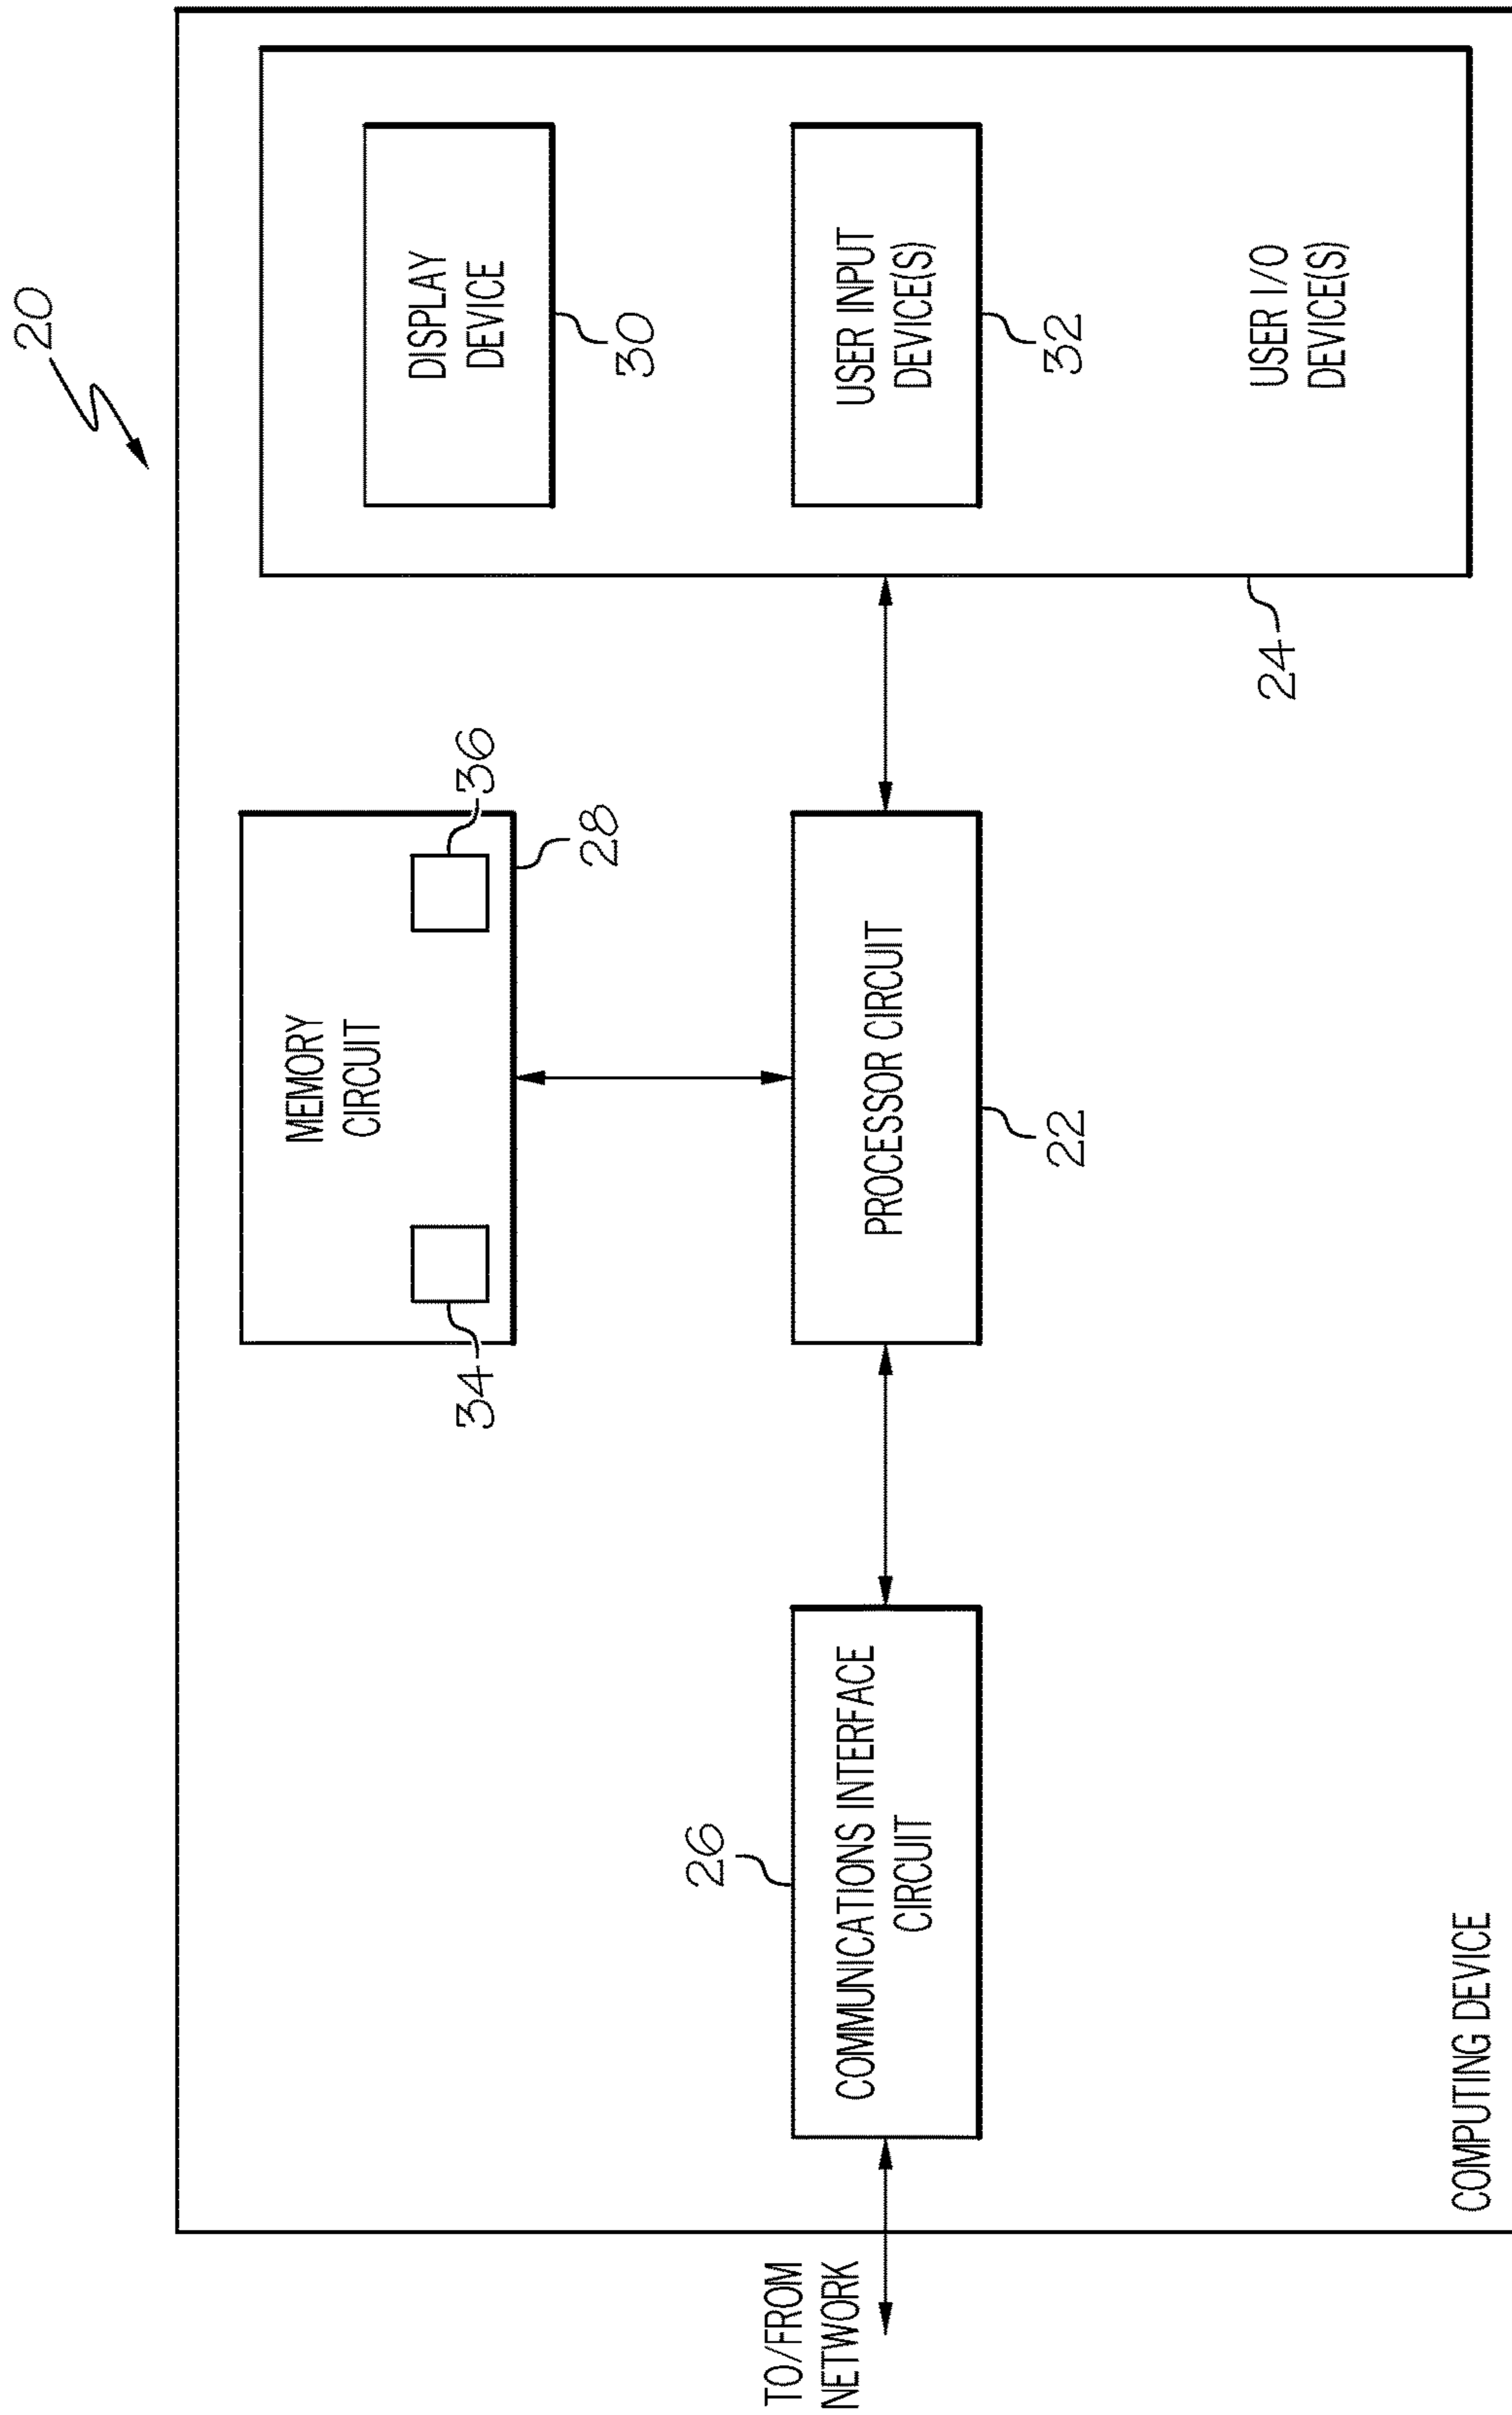 20
MEMORY
CIRCUIT
34
36
28
DISPLAY
DEVICE
30
TO/FROM
NETWORK
26
COMMUNICATIONS INTERFACE
CIRCUIT
PROCESSOR CIRCUIT
22
USER INPUT
DEVICE(S)
32
USER I/O
DEVICE(S)
24
COMPUTING DEVICE